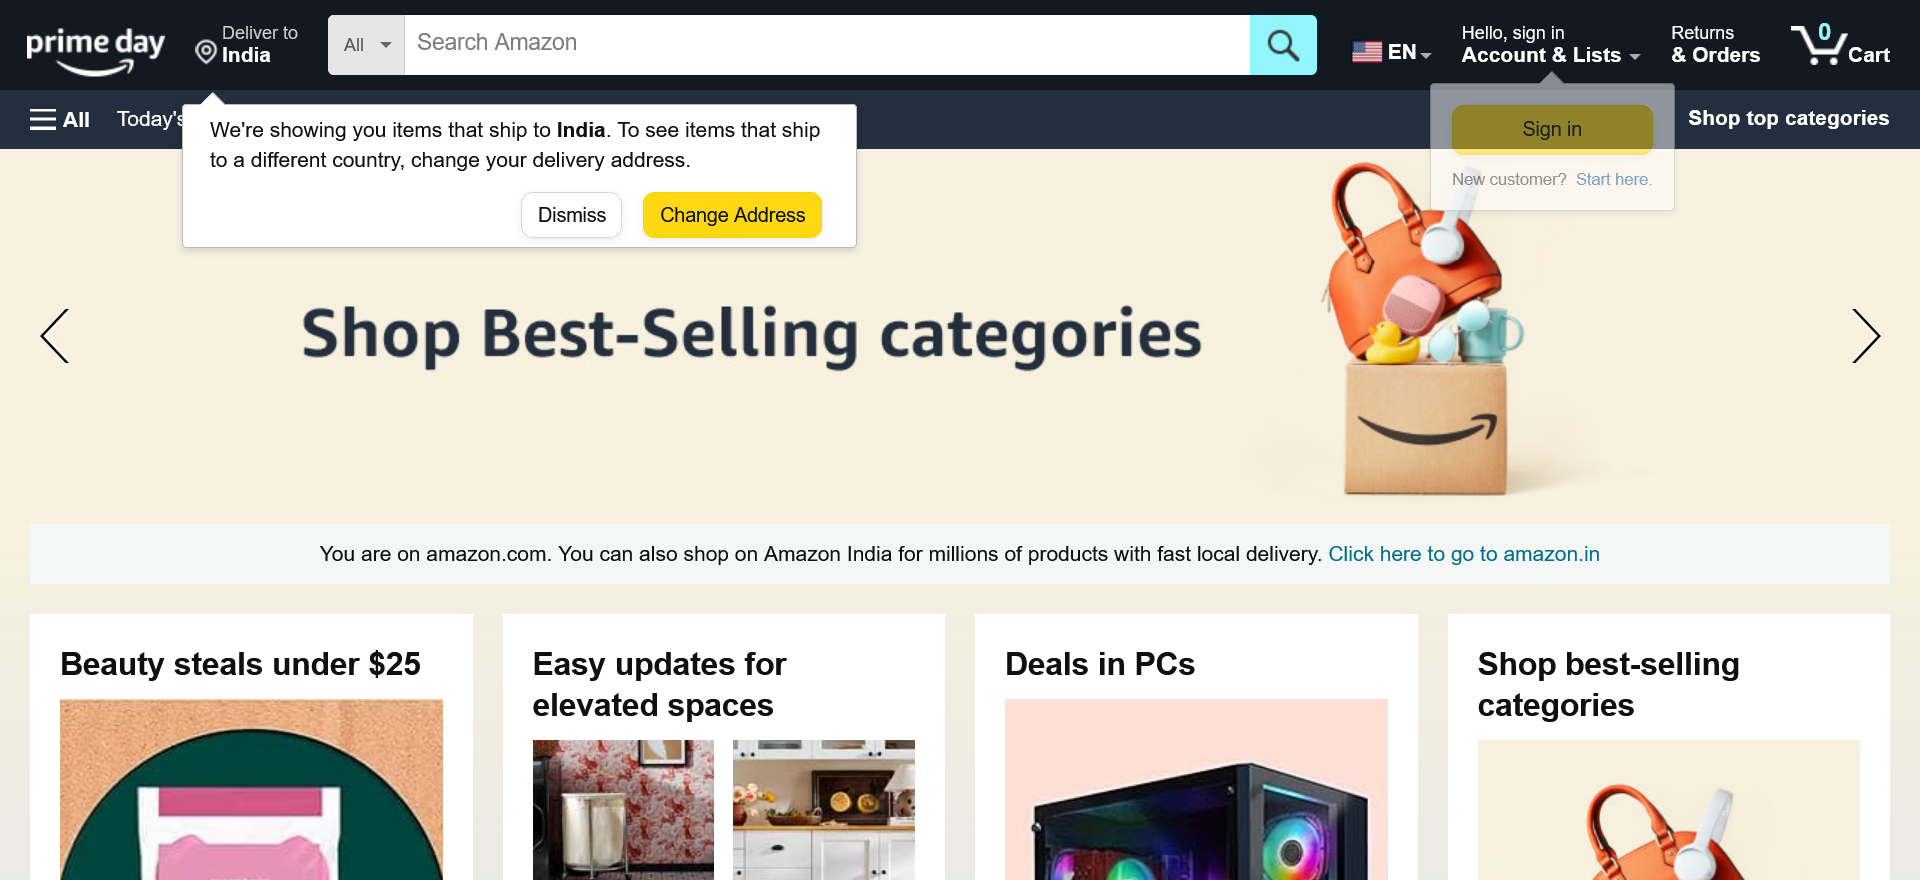 prime day
Deliver to
India
All
Search Amazon
EN
Hello, sign in
Account & Lists
Returns
& Orders
0
Cart
All
Today's
Shop top categories
We're showing you items that ship to India. To see items that ship
to a different country, change your delivery address.
Dismiss
Change Address
Sign in
New customer? Start here.
Shop Best-Selling categories
You are on amazon.com. You can also shop on Amazon India for millions of products with fast local delivery. Click here to go to amazon.in
Beauty steals under $25
Easy updates for
elevated spaces
Deals in PCs
Shop best-selling
categories